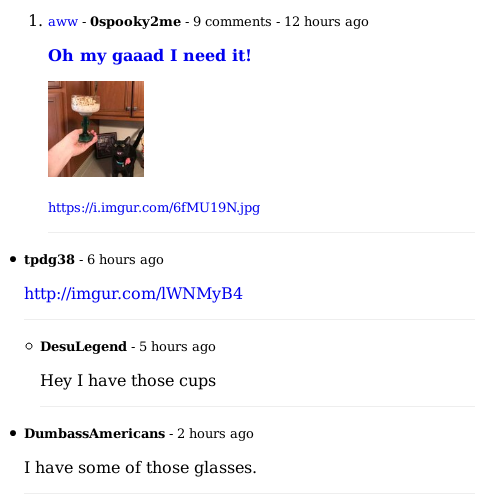 1. aww - 0spooky2me - 9 comments - 12 hours ago
Oh my gaaad I need it!
https://i.imgur.com/6fMU19N.jpg
tpdg38 - 6 hours ago
http://imgur.com/lWNMyB4
DesuLegend - 5 hours ago
Hey I have those cups
DumbassAmericans - 2 hours ago
I have some of those glasses.